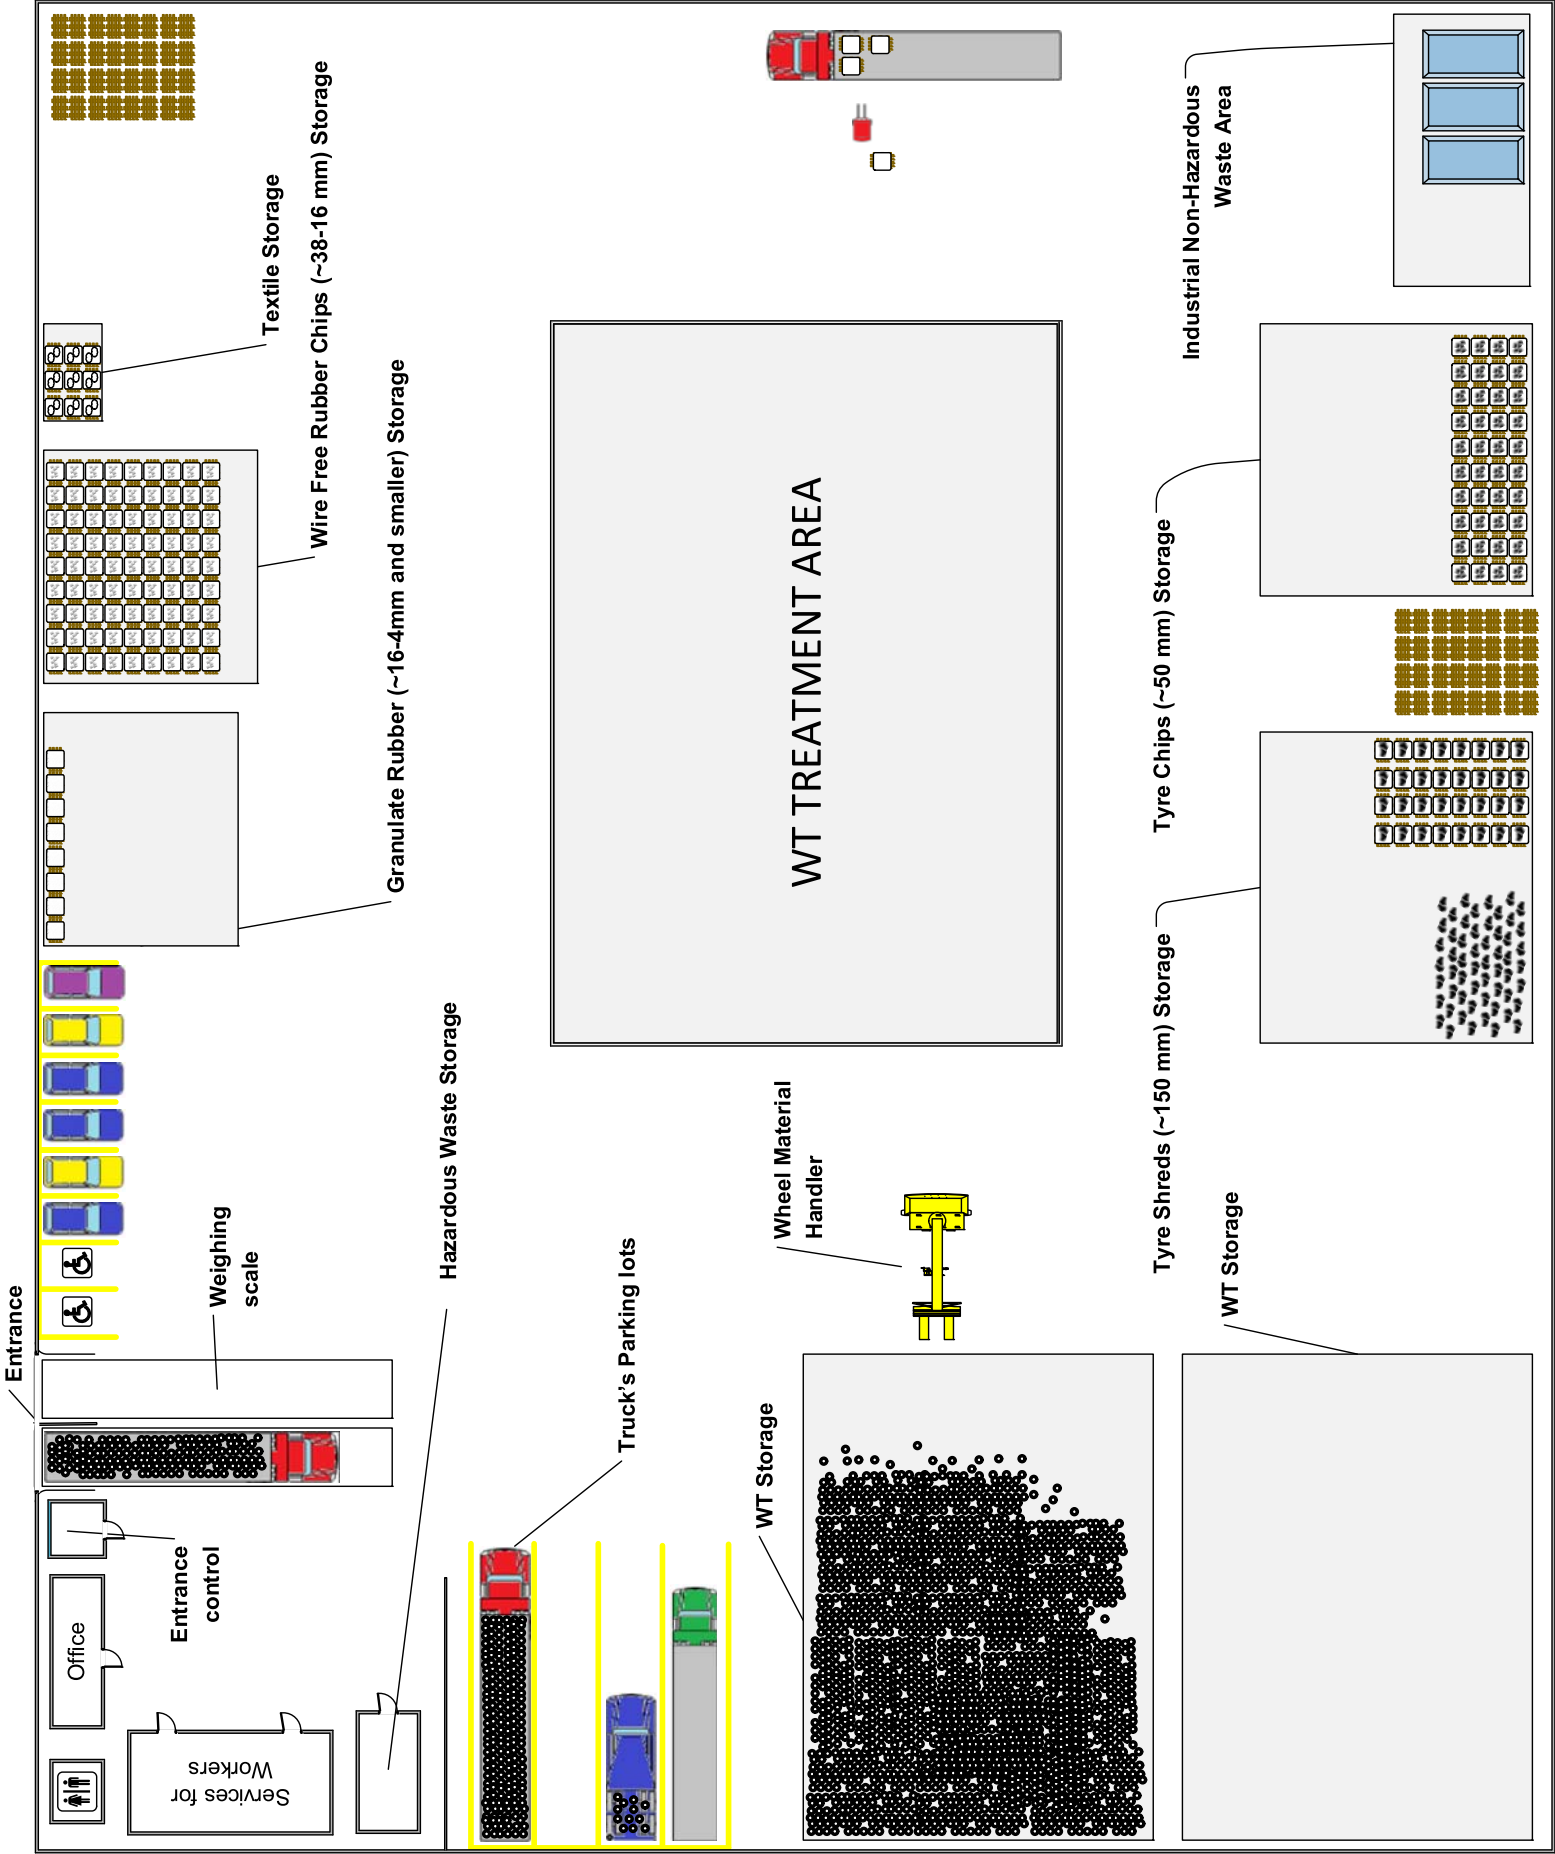 Entrance
Weighing
scale
Entrance
control
Office
Services for
Workers
Hazardous Waste Storage
Truck's Parking lots
WT Storage
WT Storage
Wheel Material
Handler
WT TREATMENT AREA
Granulate Rubber (~16-4mm and smaller) Storage
Wire Free Rubber Chips (~38-16 mm) Storage
Textile Storage
Tyre Shreds (~150 mm) Storage
Tyre Chips (~50 mm) Storage
Industrial Non-Hazardous
Waste Area